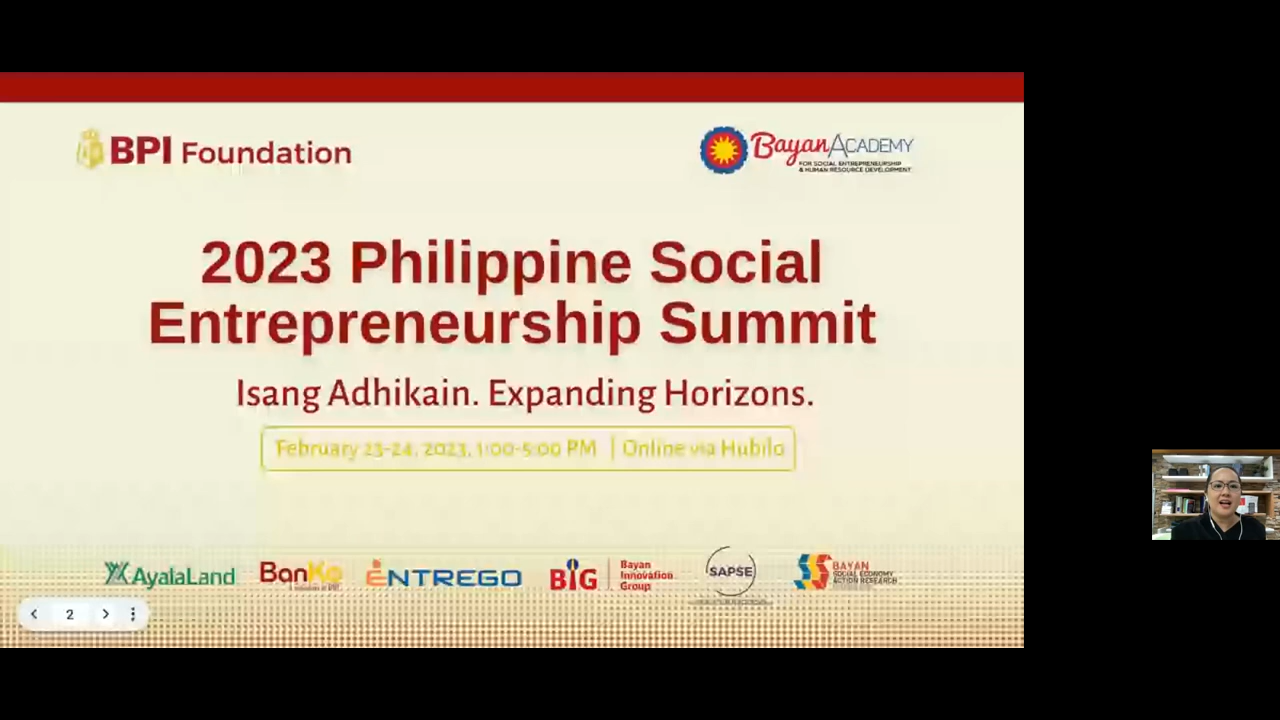 BPI Foundation
Bayan ACADEMY
FOR SOCIAL ENTREPRENEURSHIP
& HUMAN RESOURCE DEVELOPMENT
2023 Philippine Social
Entrepreneurship Summit
Isang Adhikain. Expanding Horizons.
February 23-24, 2023, 1:00-5:00 PM | Online via Hubilo
AyalaLand
BanKo
ENTREGO
BIG
Bayan
Innovation
Group
SAPSE
BAYAN
SOCIAL ECONOMY
ACTION RESEARCH
2